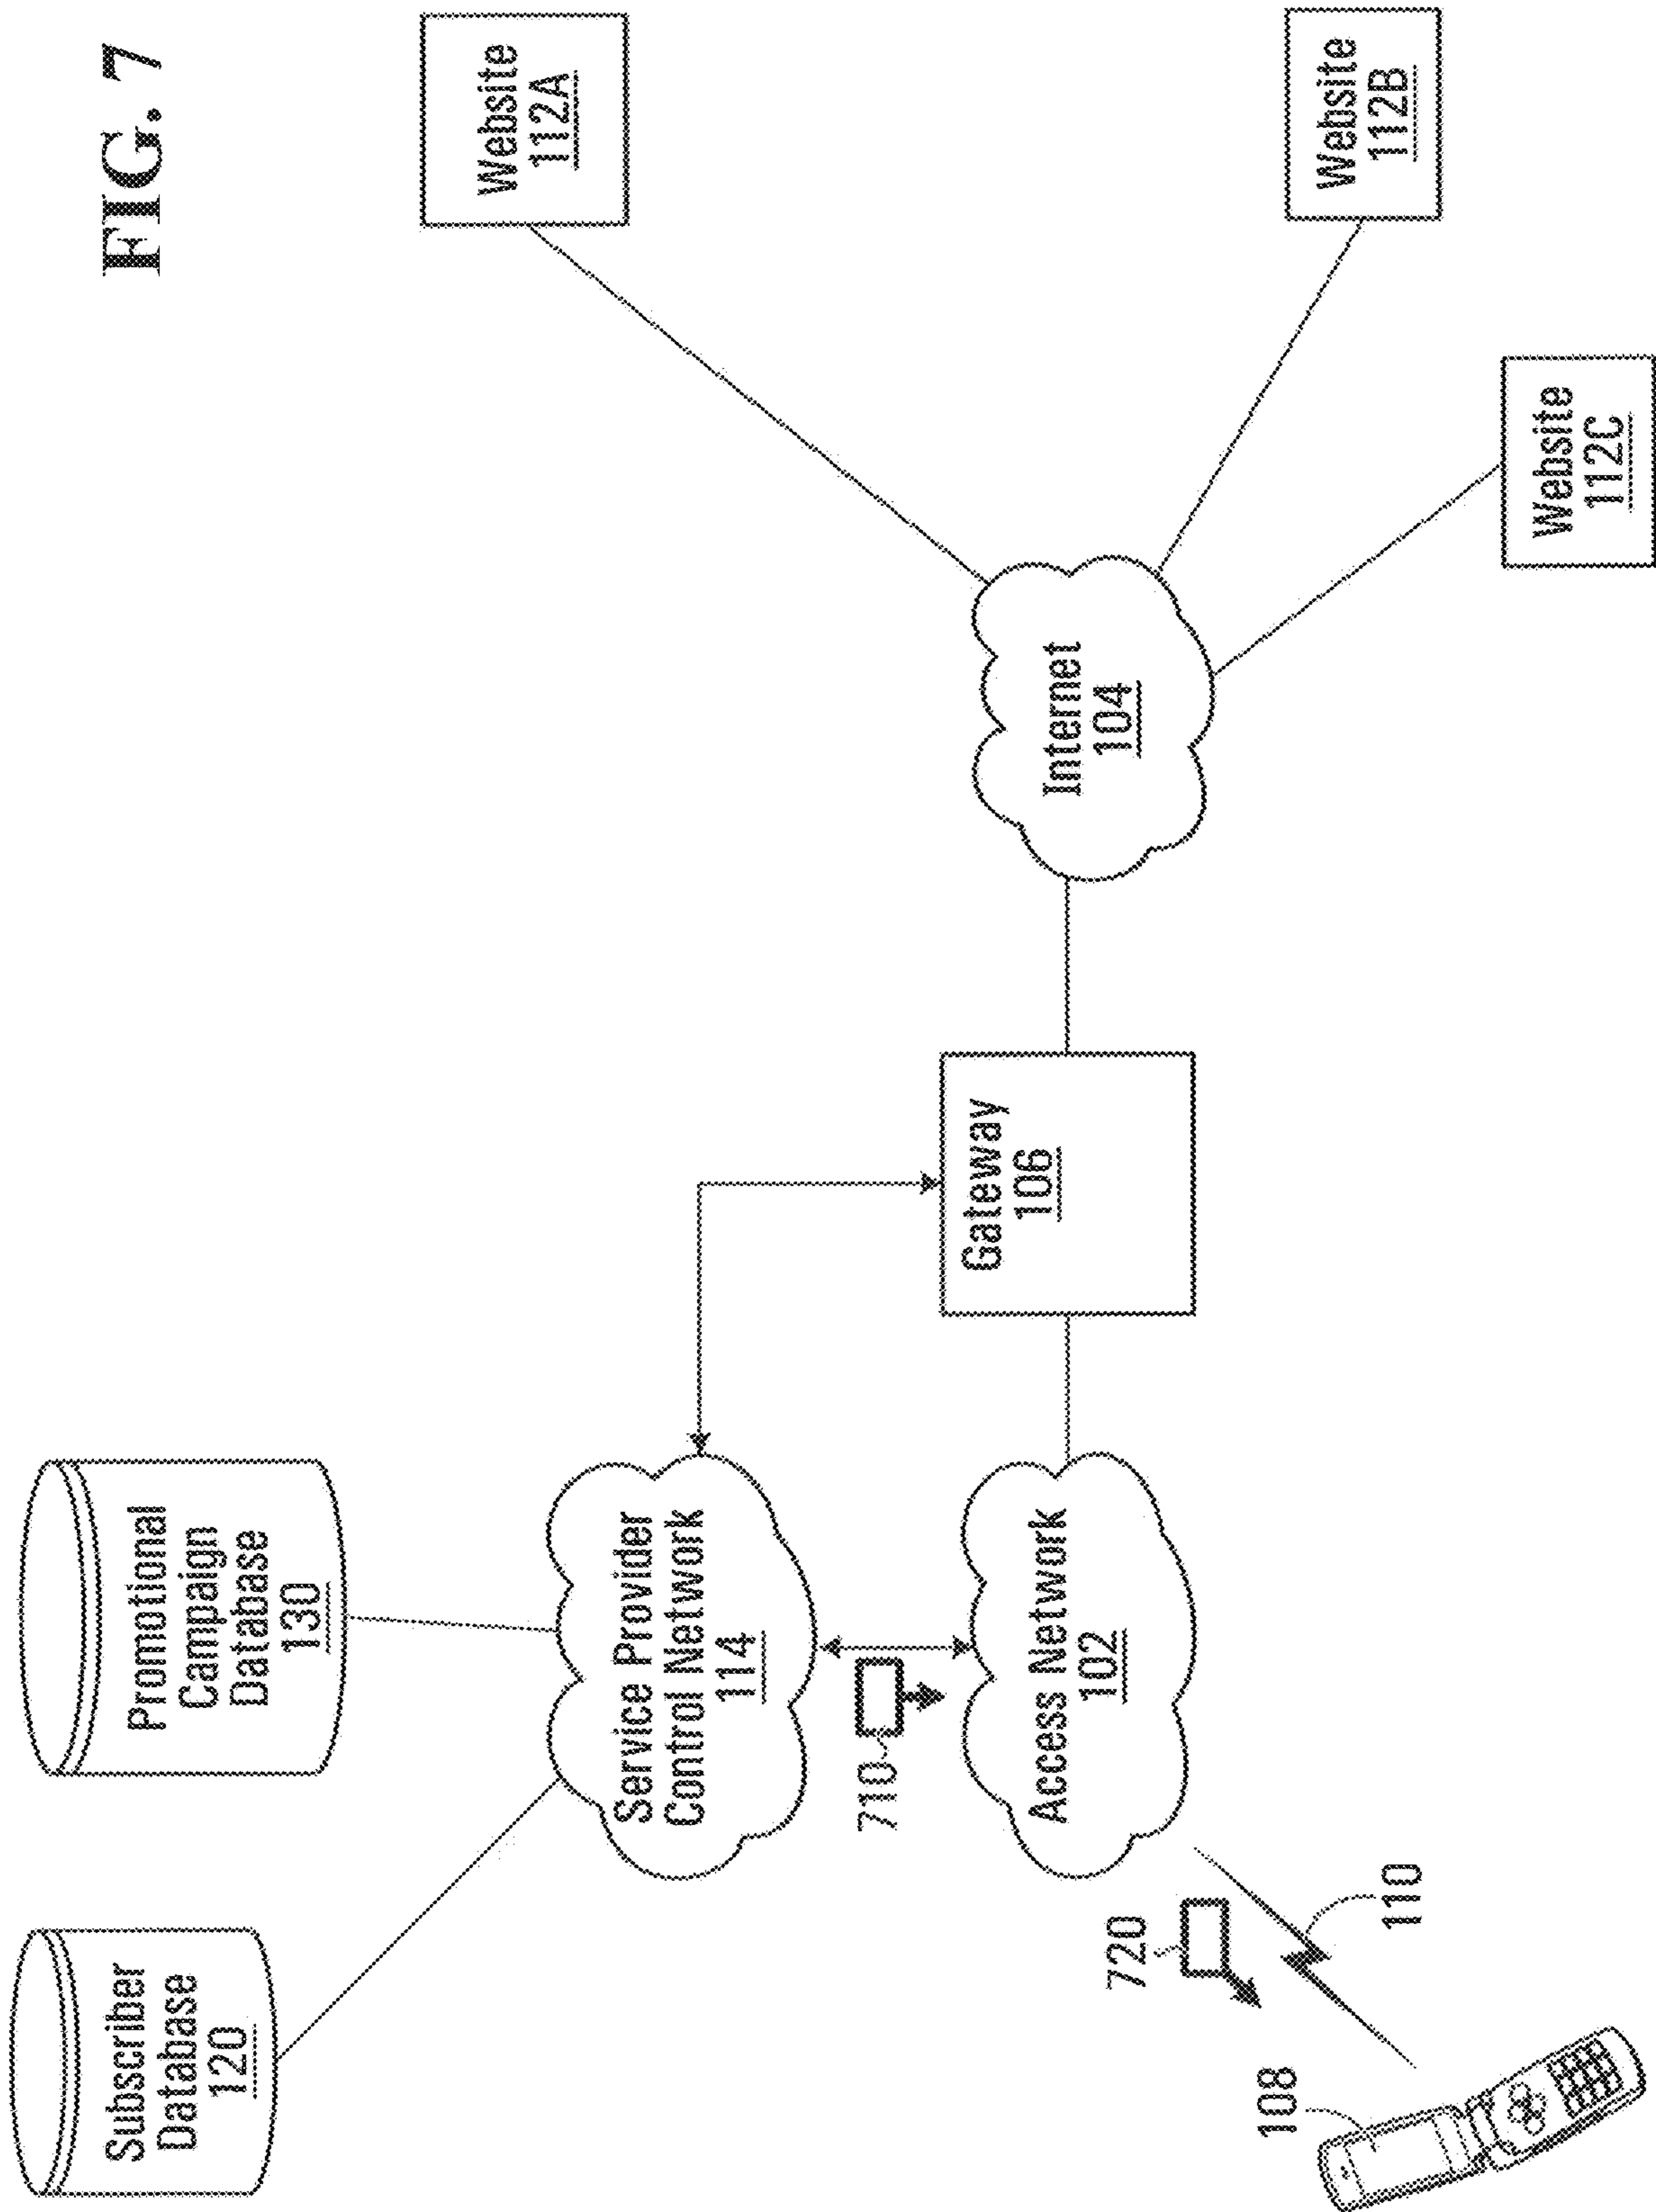 FIG. 7
Subscriber
Database
120
Promotional
Campaign
Database
130
Website
112A
Service Provider
Control Network
114
710
Gateway
106
Internet
104
Access Network
102
720
110
108
Website
112B
Website
112C